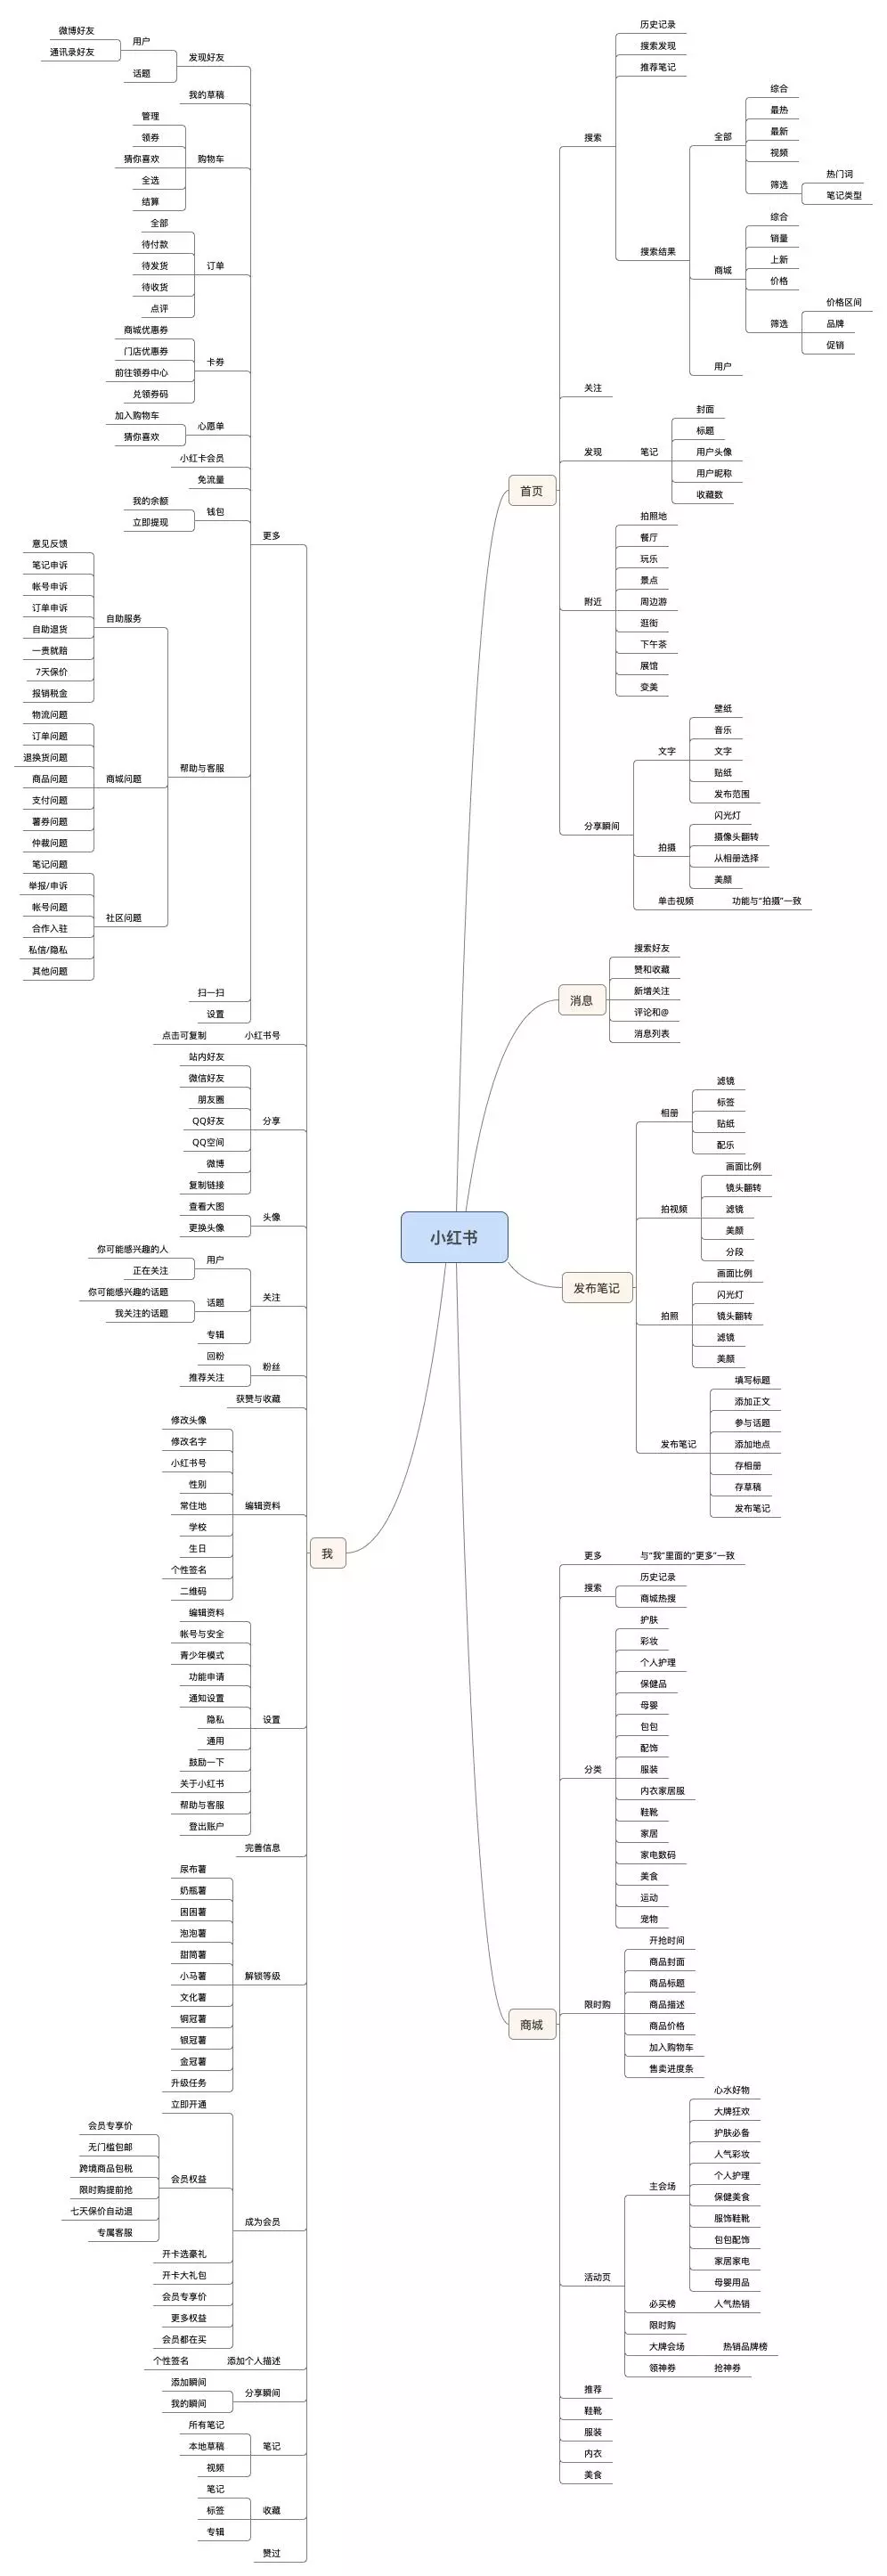 小红书
首页
搜索
历史记录
搜索发现
推荐笔记
搜索结果
全部
综合
最热
最新
视频
筛选
热门词
笔记类型
商城
综合
销量
上新
价格
筛选
价格区间
品牌
促销
用户
关注
发现
笔记
封面
标题
用户头像
用户昵称
收藏数
附近
拍照地
餐厅
玩乐
景点
周边游
逛街
下午茶
展馆
变美
分享瞬间
文字
壁纸
音乐
文字
贴纸
发布范围
拍摄
闪光灯
摄像头翻转
从相册选择
美颜
单击视频
功能与“拍摄”一致
消息
搜索好友
赞和收藏
新增关注
评论和@
消息列表
发布笔记
相册
滤镜
标签
贴纸
配乐
拍视频
画面比例
镜头翻转
滤镜
美颜
分段
拍照
画面比例
闪光灯
镜头翻转
滤镜
美颜
发布笔记
填写标题
添加正文
参与话题
添加地点
存相册
存草稿
发布笔记
商城
更多
与“我”里面的“更多”一致
搜索
历史记录
商城热搜
分类
护肤
彩妆
个人护理
保健品
母婴
包包
配饰
服装
内衣家居服
鞋靴
家居
家电数码
美食
运动
宠物
限时购
开抢时间
商品封面
商品标题
商品描述
商品价格
加入购物车
售卖进度条
活动页
主会场
心水好物
大牌狂欢
护肤必备
人气彩妆
个人护理
保健美食
服饰鞋靴
包包配饰
家居家电
母婴用品
必买榜
人气热销
限时购
大牌会场
热销品牌榜
领神券
抢神券
推荐
鞋靴
服装
内衣
美食
我
更多
发现好友
用户
微博好友
通讯录好友
话题
我的草稿
购物车
管理
领券
猜你喜欢
全选
结算
订单
全部
待付款
待发货
待收货
点评
卡券
商城优惠券
门店优惠券
前往领券中心
兑领券码
心愿单
加入购物车
猜你喜欢
小红卡会员
免流量
钱包
我的余额
立即提现
帮助与客服
自助服务
意见反馈
笔记申诉
帐号申诉
订单申诉
自助退货
一贵就赔
7天保价
报销税金
商城问题
物流问题
订单问题
退换货问题
商品问题
支付问题
薯券问题
仲裁问题
社区问题
笔记问题
举报/申诉
帐号问题
合作入驻
私信/隐私
其他问题
扫一扫
设置
小红书号
点击可复制
分享
站内好友
微信好友
朋友圈
QQ好友
QQ空间
微博
复制链接
头像
查看大图
更换头像
关注
用户
你可能感兴趣的人
正在关注
话题
你可能感兴趣的话题
我关注的话题
专辑
粉丝
回粉
推荐关注
获赞与收藏
编辑资料
修改头像
修改名字
小红书号
性别
常住地
学校
生日
个性签名
二维码
设置
编辑资料
帐号与安全
青少年模式
功能申请
通知设置
隐私
通用
鼓励一下
关于小红书
帮助与客服
登出账户
完善信息
解锁等级
尿布薯
奶瓶薯
困困薯
泡泡薯
甜筒薯
小马薯
文化薯
铜冠薯
银冠薯
金冠薯
升级任务
成为会员
立即开通
会员权益
会员专享价
无门槛包邮
跨境商品包税
限时购提前抢
七天保价自动退
专属客服
开卡选豪礼
开卡大礼包
会员专享价
更多权益
会员都在买
添加个人描述
个性签名
分享瞬间
添加瞬间
我的瞬间
笔记
所有笔记
本地草稿
视频
收藏
笔记
标签
专辑
赞过